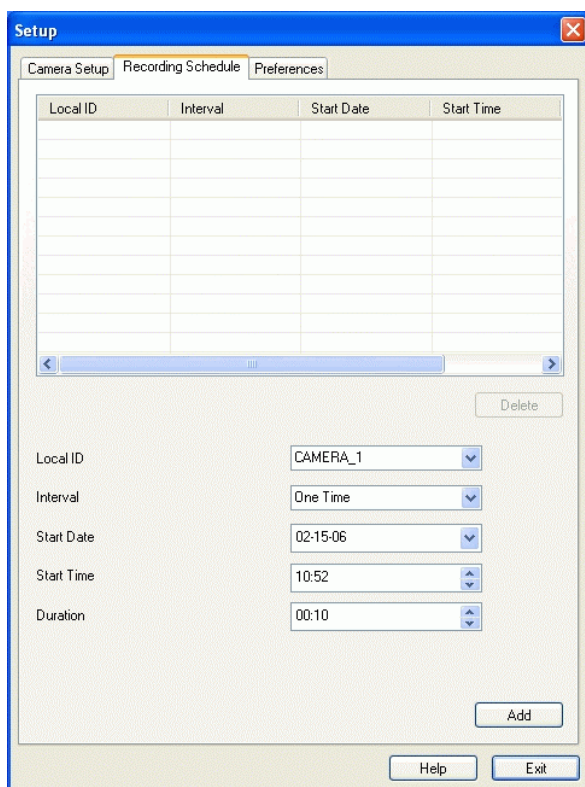 Setup
Camera Setup Recording Schedule Preferences
Local ID Interval Start Date Start Time
Delete
Local ID CAMERA_1
Interval One Time
Start Date 02-15-06
Start Time 10:52
Duration 00:10
Add
Help Exit